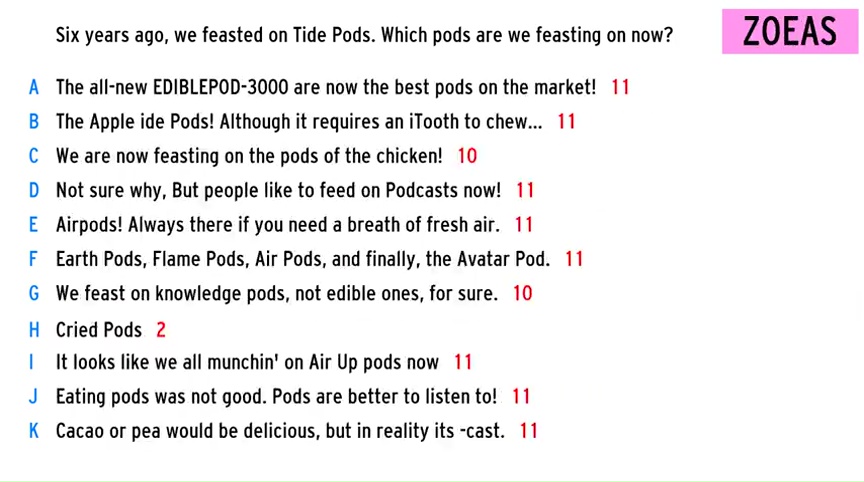 Six years ago, we feasted on Tide Pods. Which pods are we feasting on now?
ZOEAS
A The all-new EDIBLEPOD-3000 are now the best pods on the market! 11
B The Apple ide Pods! Although it requires an iTooth to chew... 11
C We are now feasting on the pods of the chicken! 10
D Not sure why, But people like to feed on Podcasts now! 11
E Airpods! Always there if you need a breath of fresh air. 11
F Earth Pods, Flame Pods, Air Pods, and finally, the Avatar Pod. 11
G We feast on knowledge pods, not edible ones, for sure. 10
H Cried Pods 2
I It looks like we all munchin' on Air Up pods now 11
J Eating pods was not good. Pods are better to listen to! 11
K Cacao or pea would be delicious, but in reality its -cast. 11